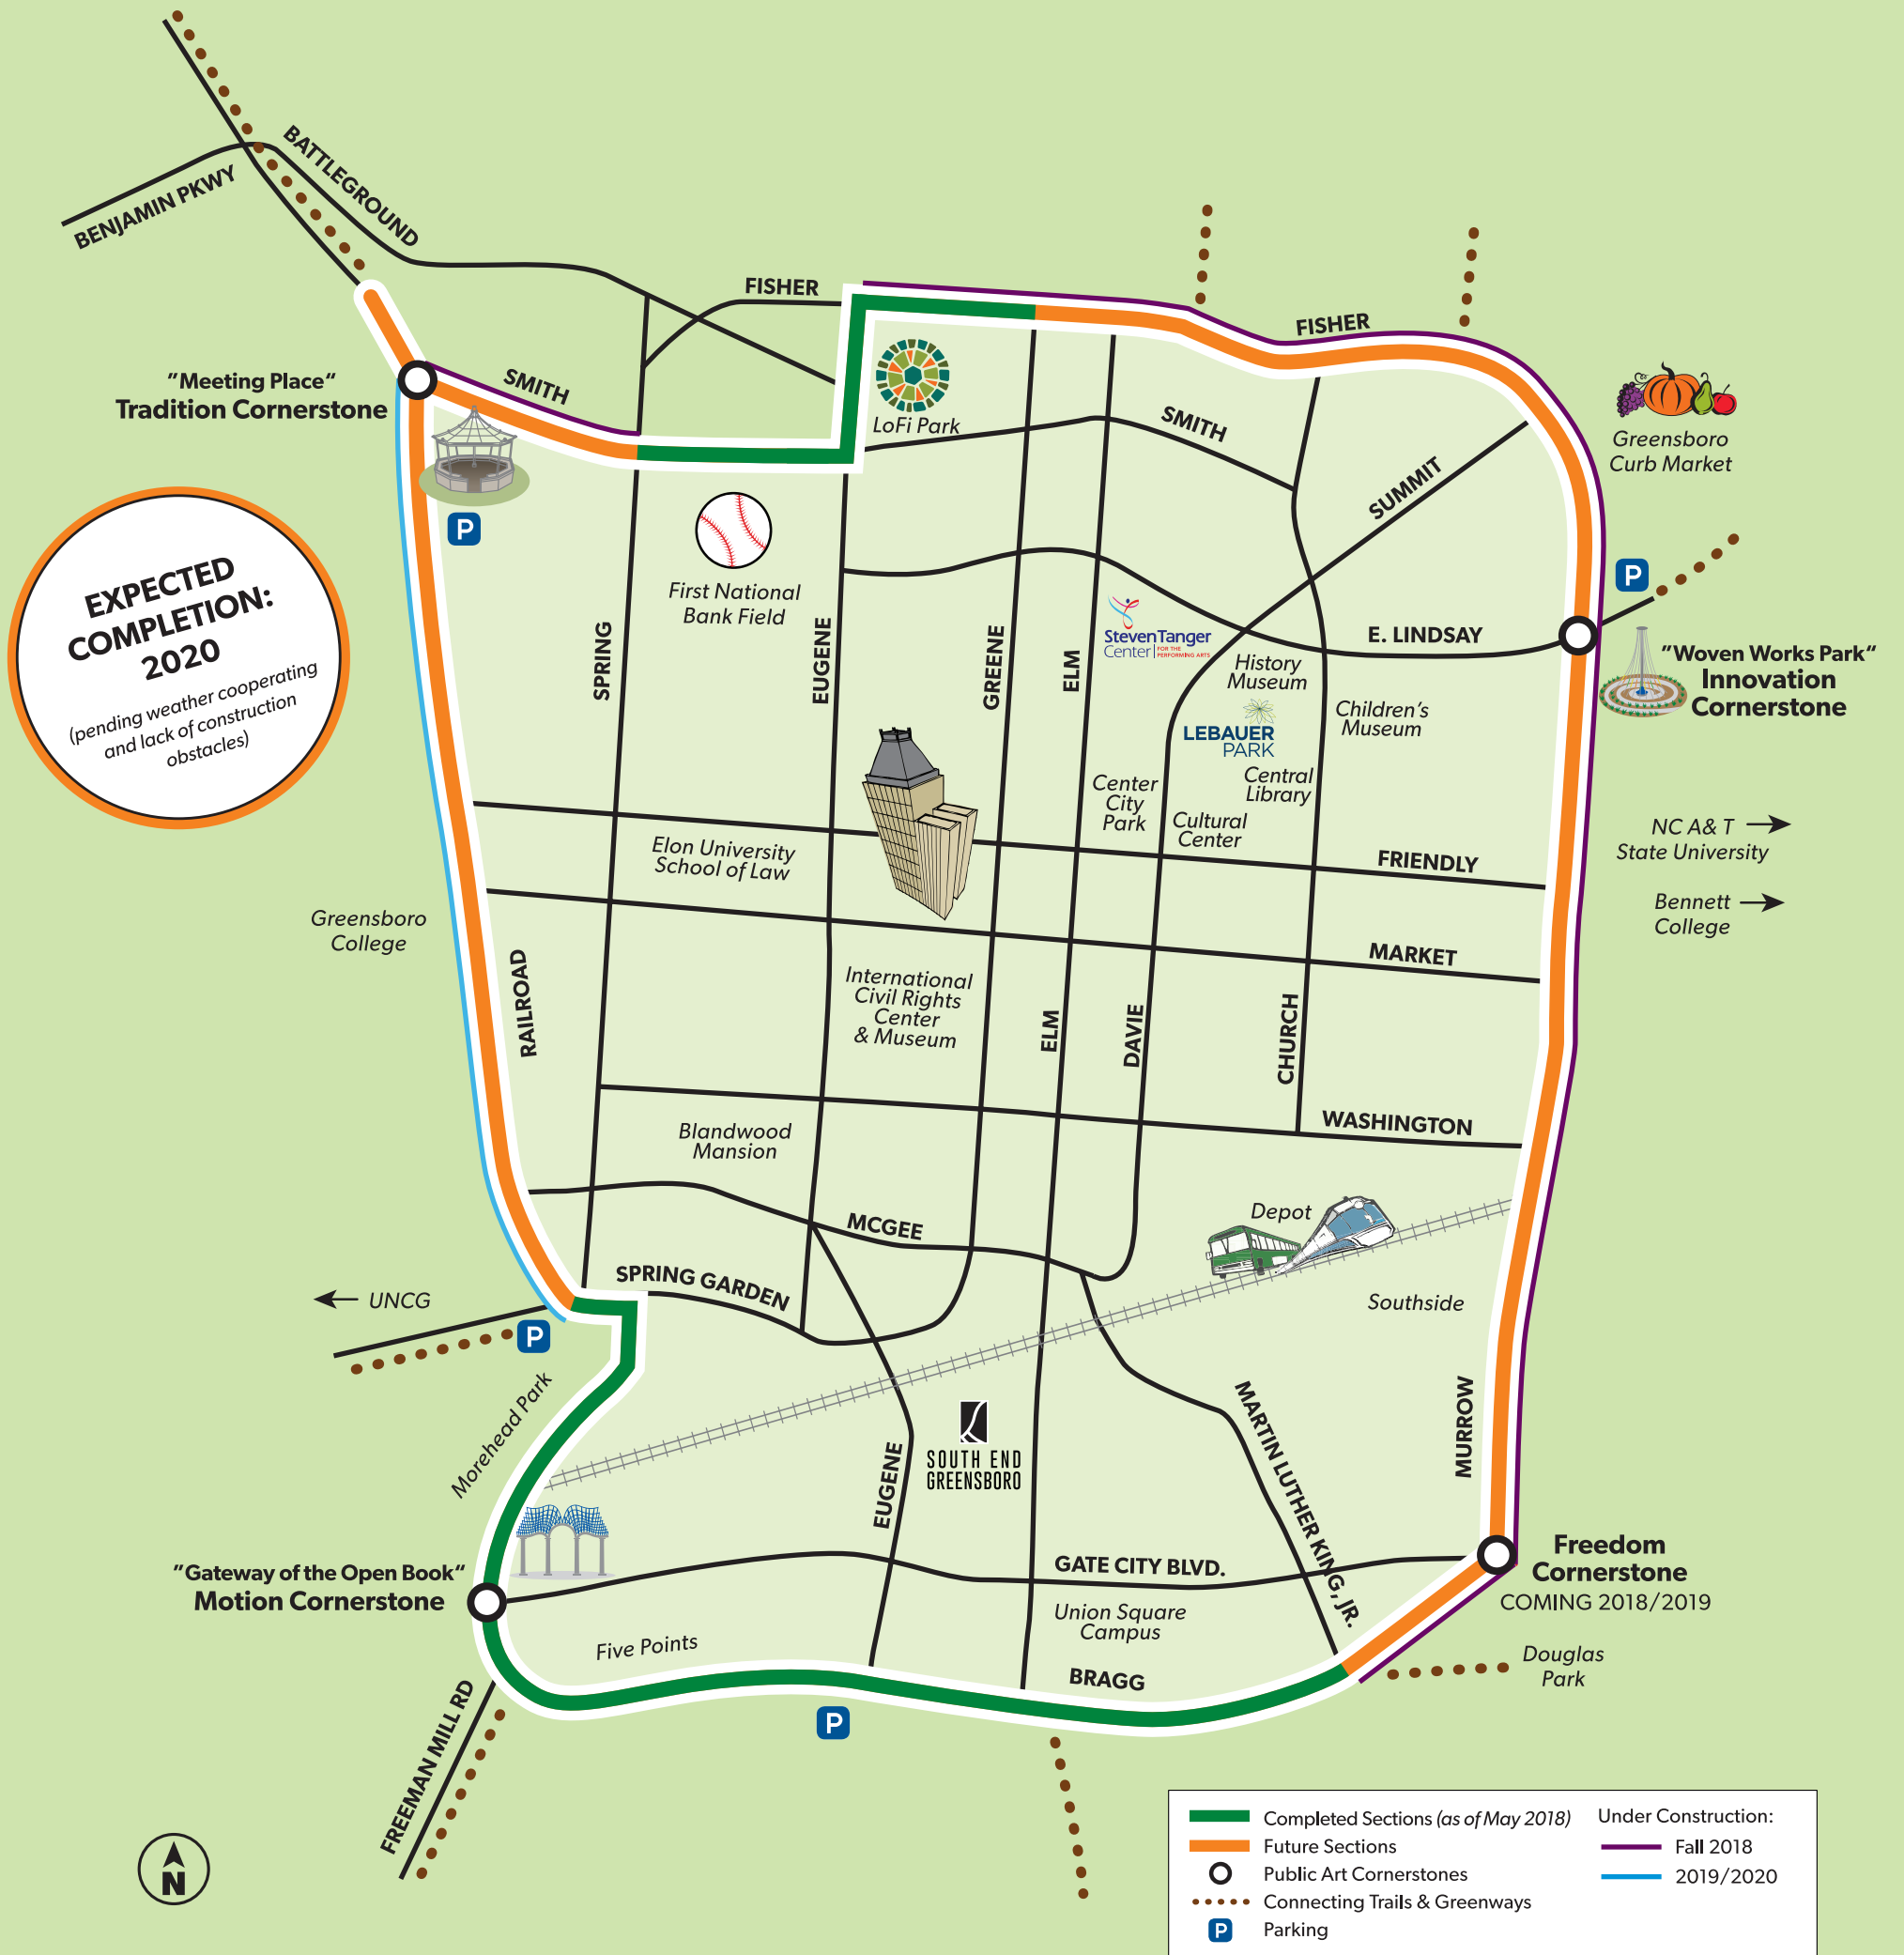 BATTLEGROUND
BENJAMIN PKWY
FISHER
FISHER
"Meeting Place"
Tradition Cornerstone
SMITH
LoFi Park
SMITH
Greensboro
Curb Market
SUMMIT
P
P
EXPECTED
COMPLETION:
2020
(pending weather cooperating
and lack of construction
obstacles)
First National
Bank Field
SPRING
EUGENE
GREENE
ELM
StevenTanger
Center FOR THE
PERFORMING ARTS
E. LINDSAY
History
Museum
"Woven Works Park"
Innovation
Cornerstone
LEBAUER
PARK
Children's
Museum
Central
Library
Center
City
Park
Cultural
Center
NC A& T
State University
Elon University
School of Law
FRIENDLY
Bennett
College
Greensboro
College
MARKET
RAILROAD
International
Civil Rights
Center
& Museum
ELM
DAVIE
CHURCH
WASHINGTON
Blandwood
Mansion
MCGEE
Depot
SPRING GARDEN
UNCG
P
Southside
Morehead Park
SOUTH END
GREENSBORO
EUGENE
MARTIN LUTHER KING, JR.
MURROW
"Gateway of the Open Book"
Motion Cornerstone
GATE CITY BLVD.
Freedom
Cornerstone
COMING 2018/2019
Union Square
Campus
Five Points
BRAGG
Douglas
Park
P
FREEMAN MILL RD
N
Completed Sections (as of May 2018)
Future Sections
Public Art Cornerstones
Connecting Trails & Greenways
P
Parking
Under Construction:
Fall 2018
2019/2020